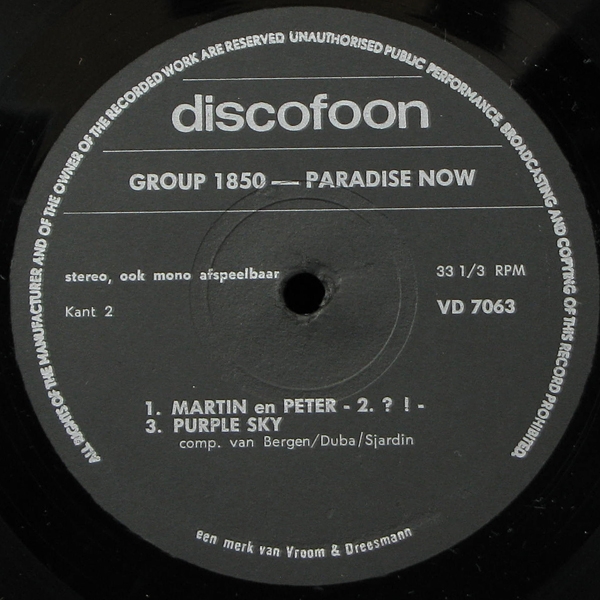 ALL RIGHTS OF THE MANUFACTURER AND OF THE OWNER OF THE RECORDED WORK ARE RESERVED UNAUTHORISED PUBLIC PERFORMANCE, BROADCASTING AND COPYING OF THIS RECORD PROHIBITED.
discofoon
GROUP 1850 — PARADISE NOW
stereo, ook mono afspeelbaar
33 1/3 RPM
Kant 2
VD 7063
1. MARTIN en PETER - 2. ? ! -
3. PURPLE SKY
comp. van Bergen/Duba/Sjardin
een merk van Vroom & Dreesmann